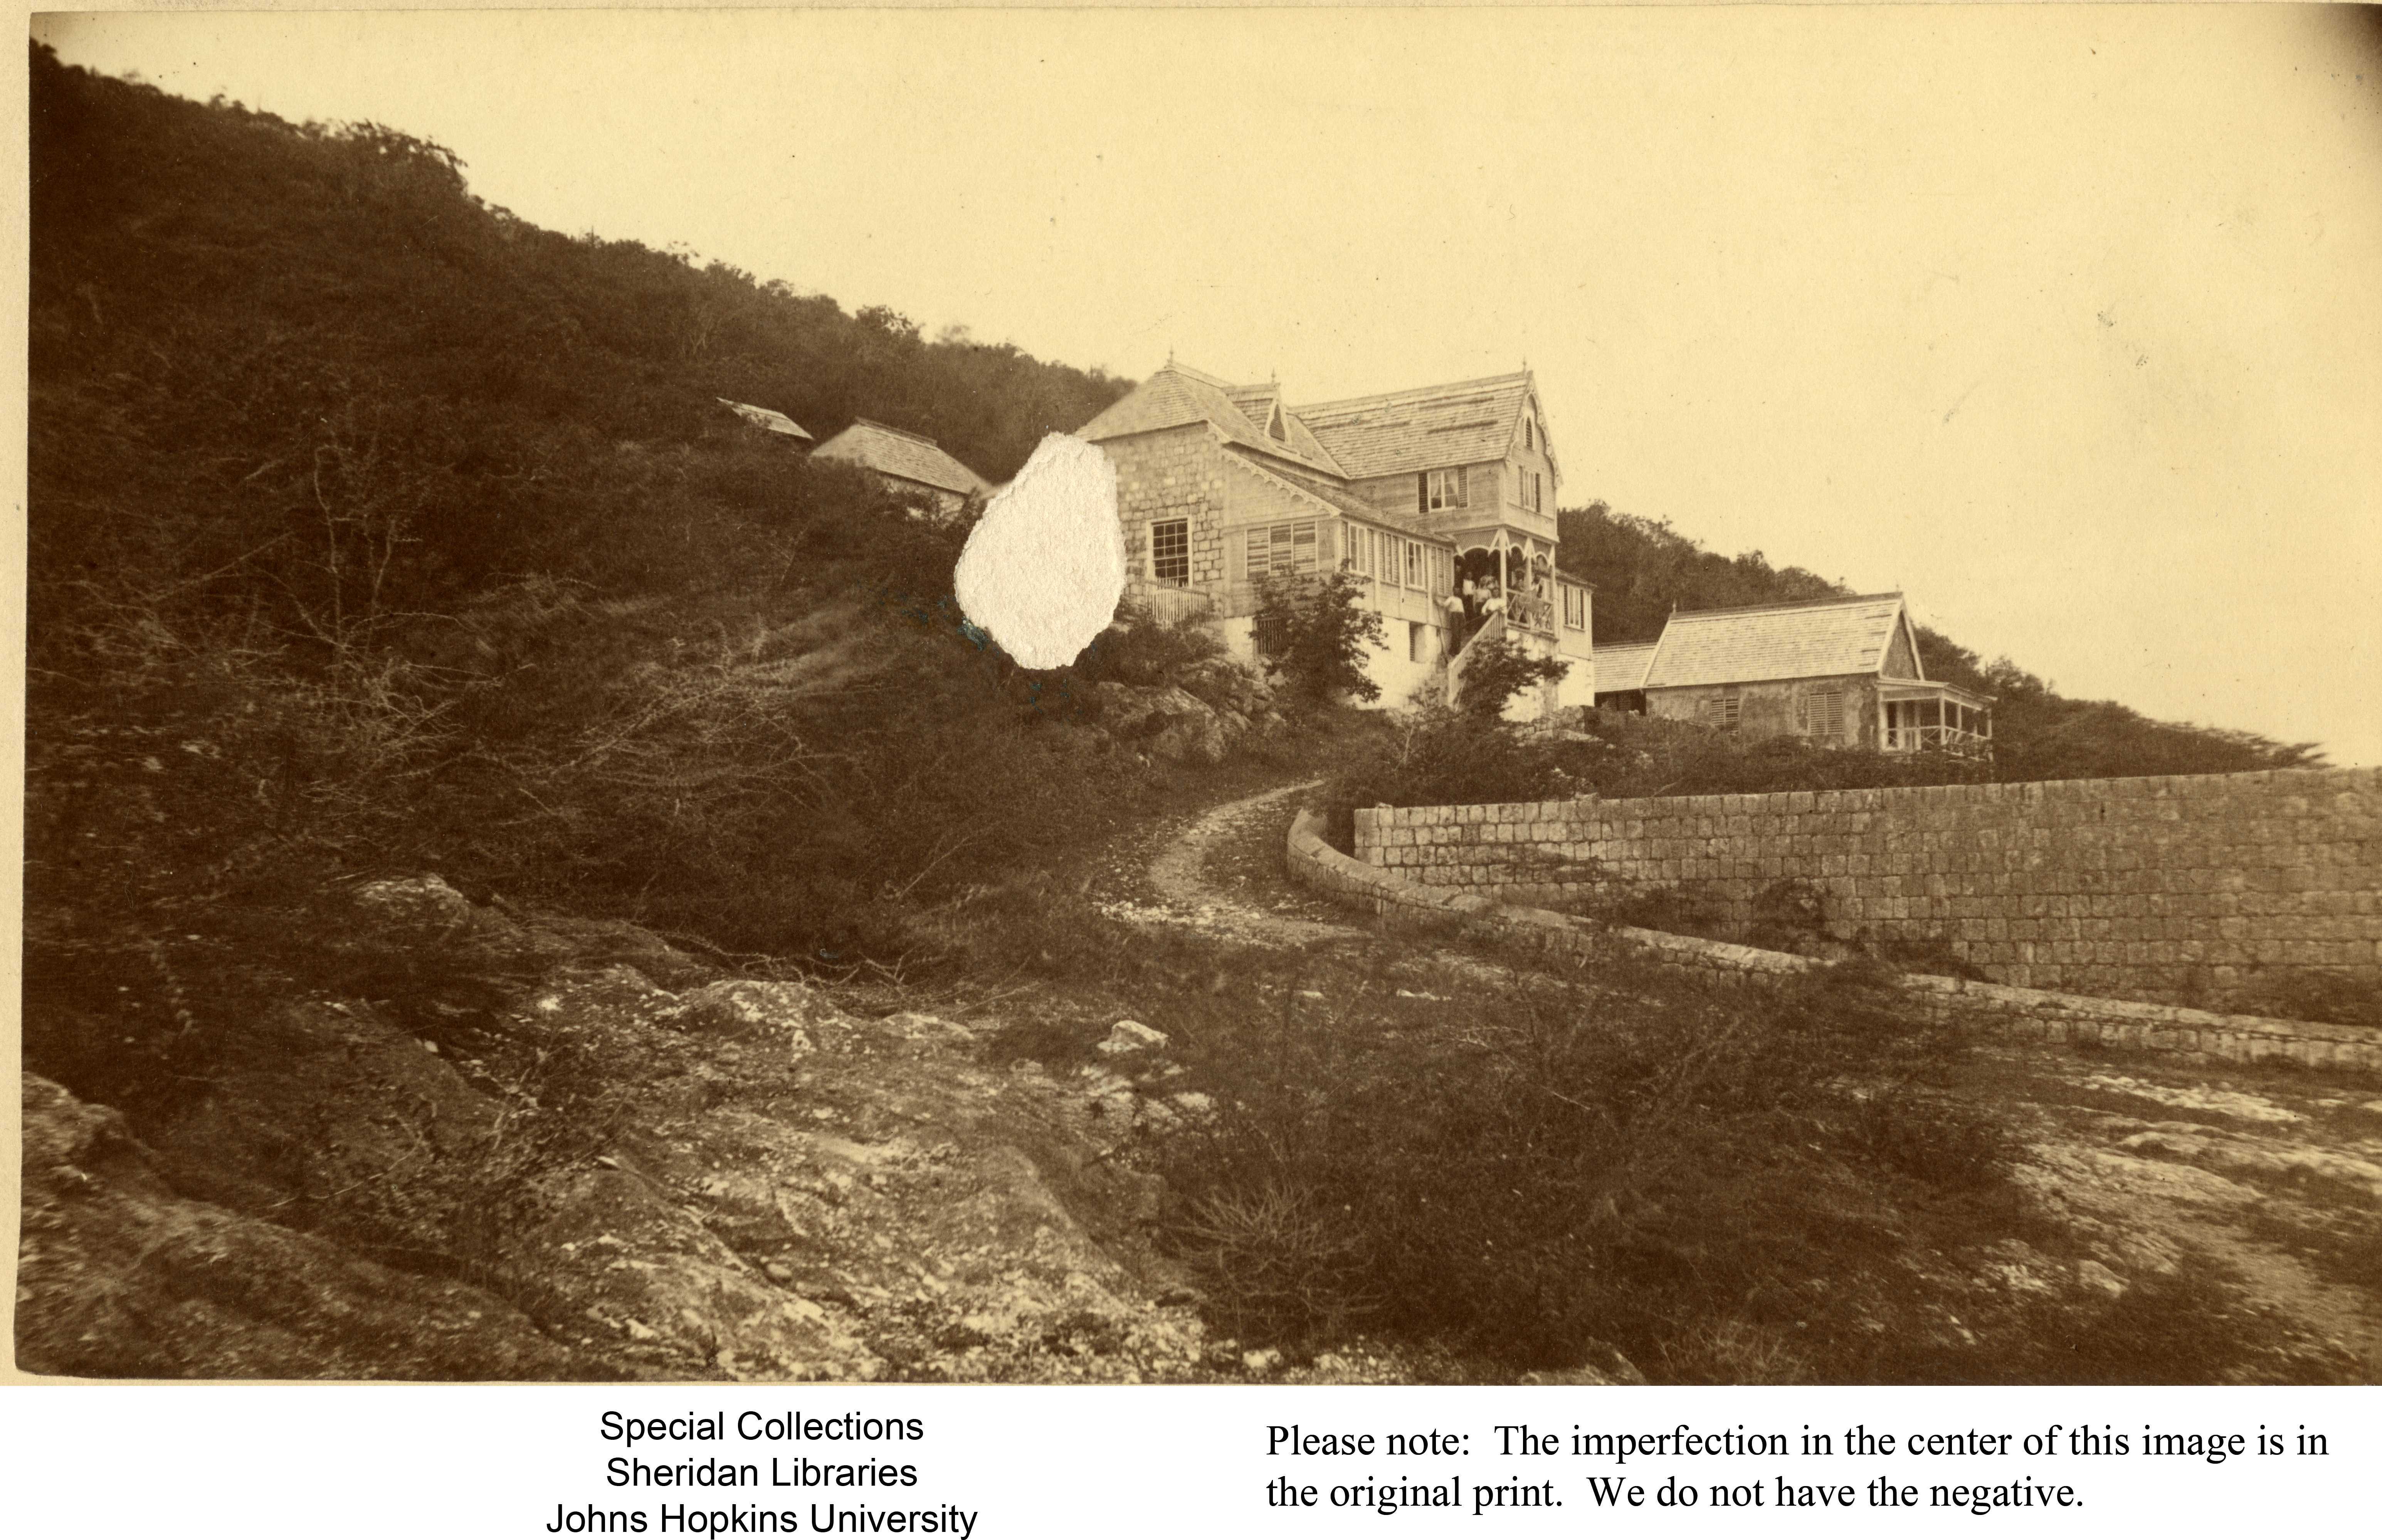 Special Collections
Sheridan Libraries
Johns Hopkins University
Please note:  The imperfection in the center of this image is in
the original print.  We do not have the negative.